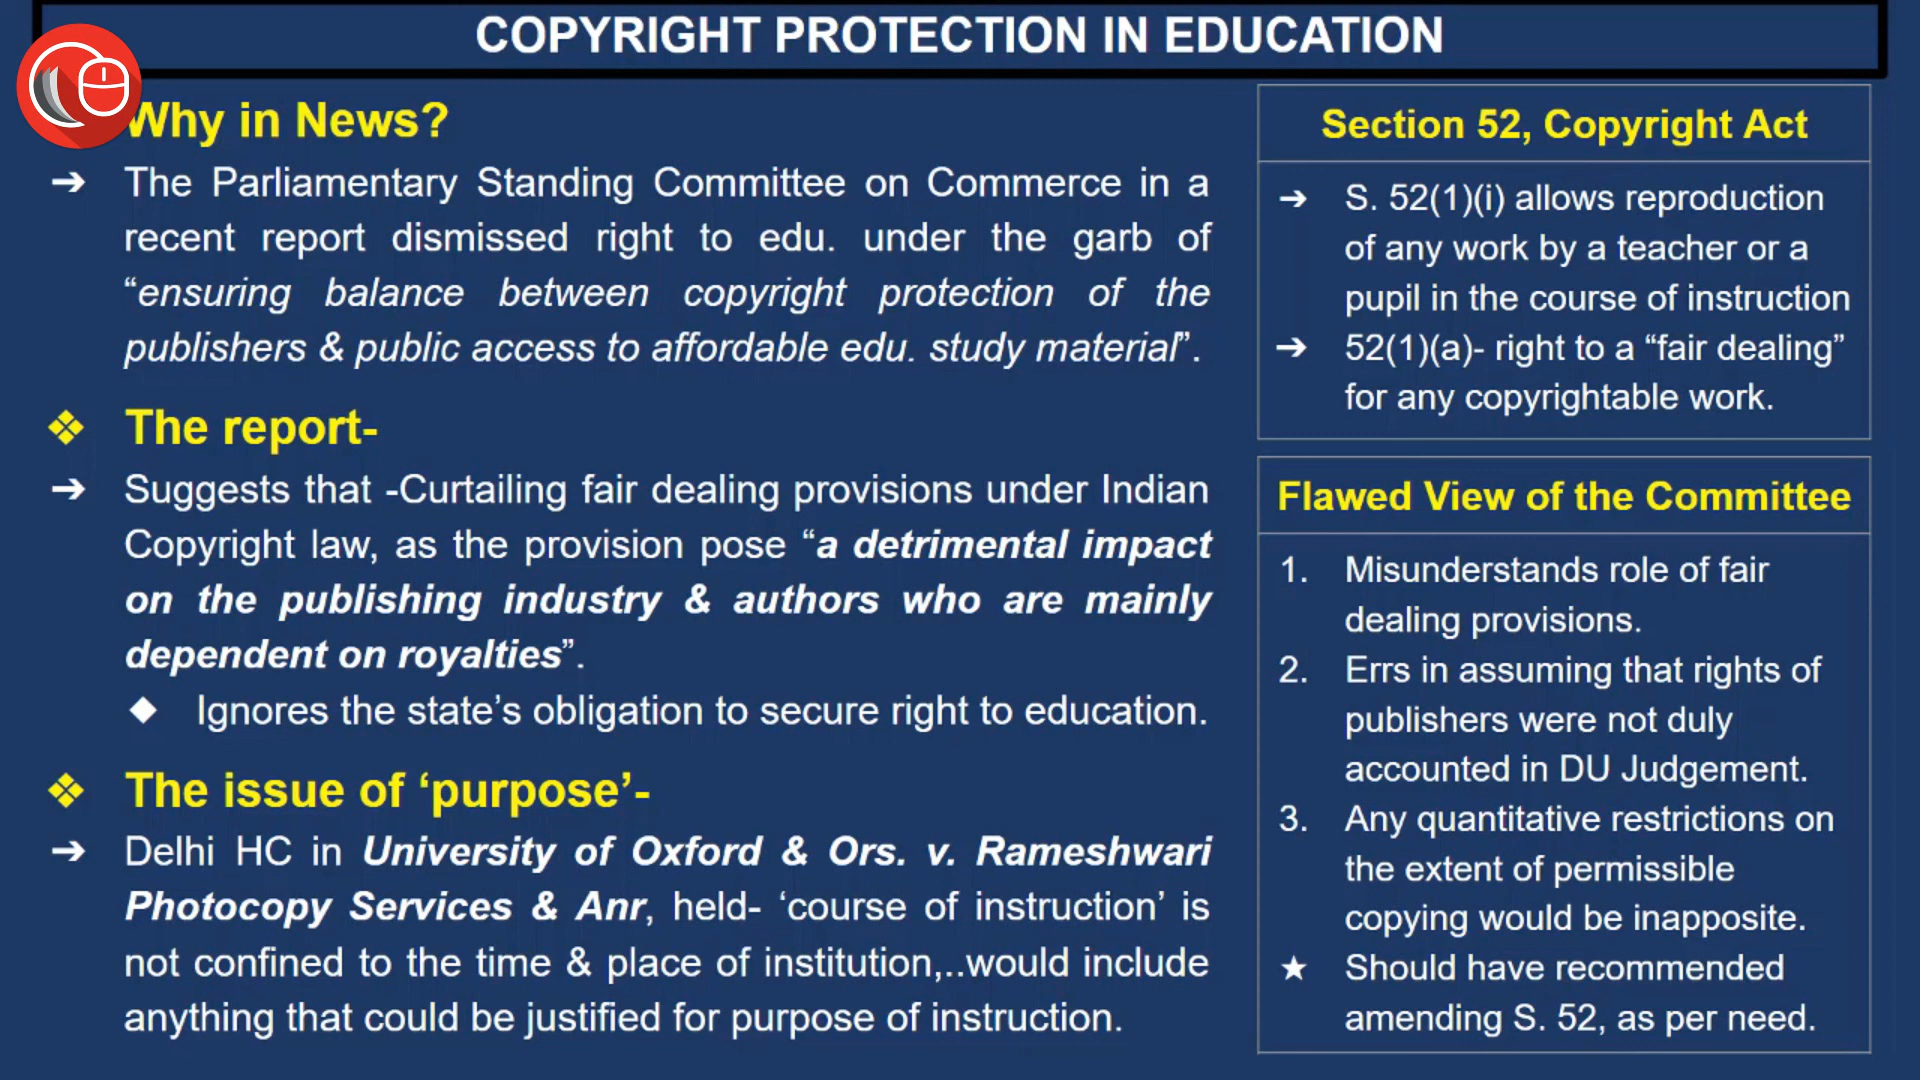 COPYRIGHT PROTECTION IN EDUCATION
Why in News?
➔ The Parliamentary Standing Committee on Commerce in a
recent report dismissed right to edu. under the garb of
“ensuring balance between copyright protection of the
publishers & public access to affordable edu. study material”.
❖ The report-
➔ Suggests that -Curtailing fair dealing provisions under Indian
Copyright law, as the provision pose “a detrimental impact
on the publishing industry & authors who are mainly
dependent on royalties”.
◆ Ignores the state’s obligation to secure right to education.
❖ The issue of ‘purpose’-
➔ Delhi HC in University of Oxford & Ors. v. Rameshwari
Photocopy Services & Anr, held- ‘course of instruction’ is
not confined to the time & place of institution,..would include
anything that could be justified for purpose of instruction.
Section 52, Copyright Act
➔ S. 52(1)(i) allows reproduction
of any work by a teacher or a
pupil in the course of instruction
➔ 52(1)(a)- right to a “fair dealing”
for any copyrightable work.
Flawed View of the Committee
1. Misunderstands role of fair
dealing provisions.
2. Errs in assuming that rights of
publishers were not duly
accounted in DU Judgement.
3. Any quantitative restrictions on
the extent of permissible
copying would be inapposite.
★ Should have recommended
amending S. 52, as per need.